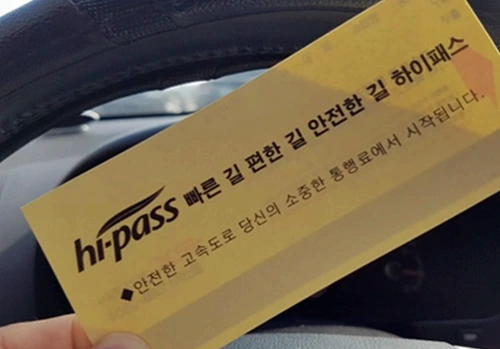 hi-pass 빠른 길 편한 길 안전한 길 하이패스
◆안전한 고속도로 당신의 소중한 통행료에서 시작됩니다.